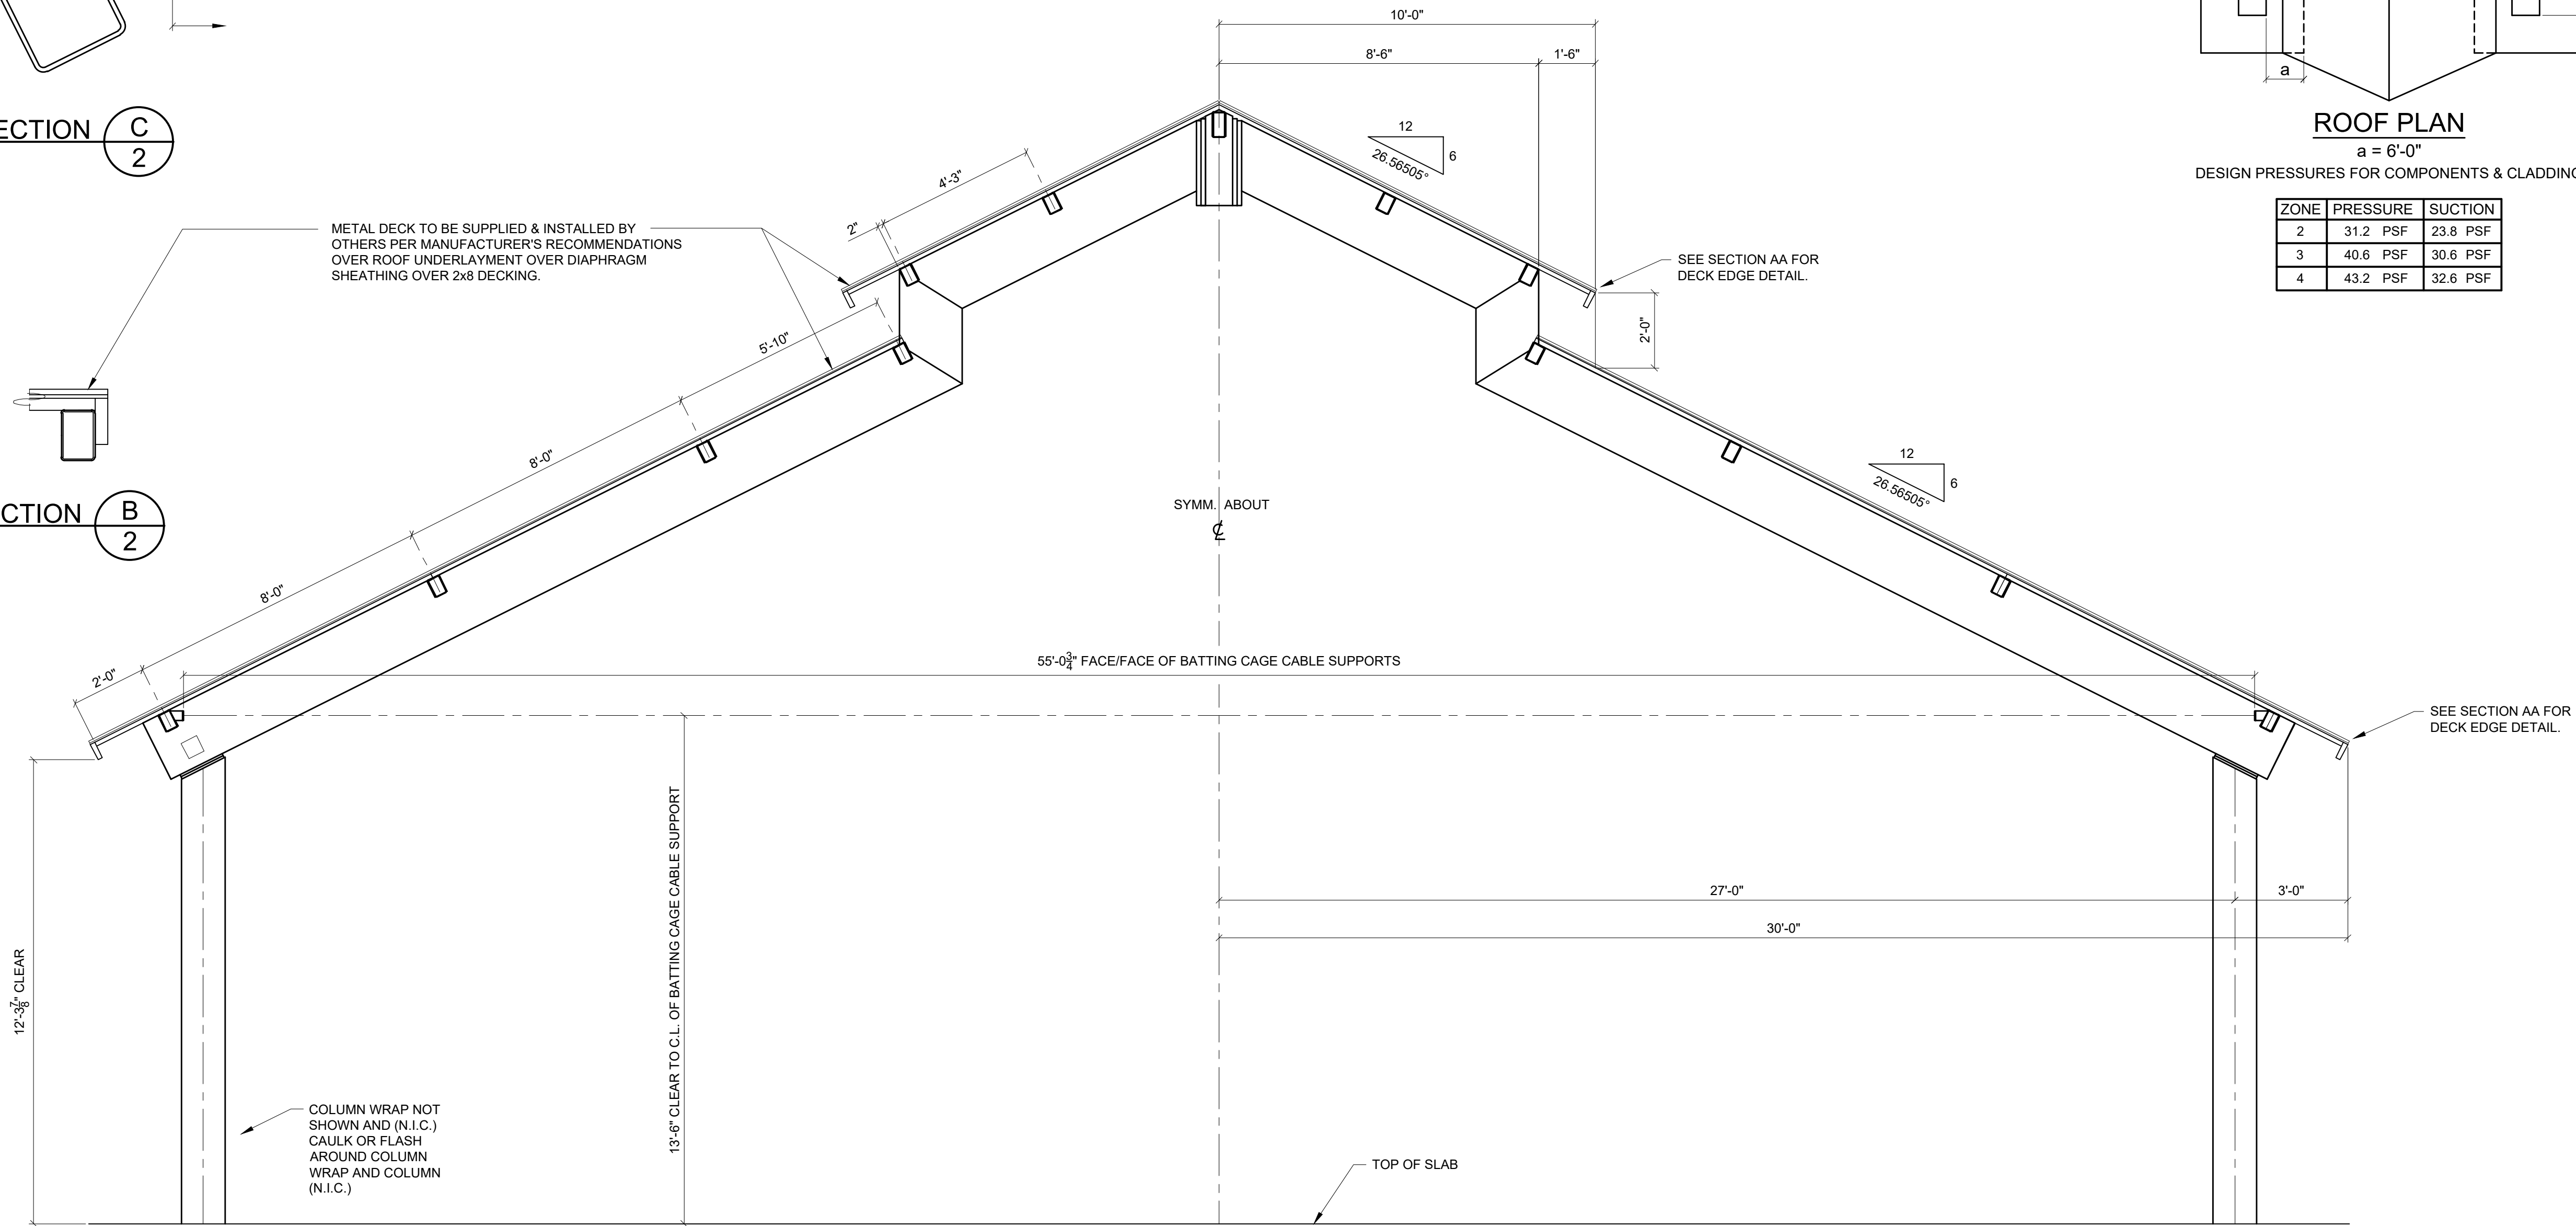 10'-0"
8'-6"
1'-6"
a
ECTION
C
2
ROOF PLAN
a = 6'-0"
DESIGN PRESSURES FOR COMPONENTS & CLADDING
ZONE PRESSURE SUCTION
2 31.2 PSF 23.8 PSF
3 40.6 PSF 30.6 PSF
4 43.2 PSF 32.6 PSF
12
6
26.56505°
4'-3"
2"
METAL DECK TO BE SUPPLIED & INSTALLED BY
OTHERS PER MANUFACTURER'S RECOMMENDATIONS
OVER ROOF UNDERLAYMENT OVER DIAPHRAGM
SHEATHING OVER 2x8 DECKING.
SEE SECTION AA FOR
DECK EDGE DETAIL.
2'-0"
5'-10"
8'-0"
12
6
26.56505°
CTION
B
2
SYMM. ABOUT
℄
8'-0"
2'-0"
55'-0 3/4" FACE/FACE OF BATTING CAGE CABLE SUPPORTS
SEE SECTION AA FOR
DECK EDGE DETAIL.
13'-6" CLEAR TO C.L. OF BATTING CAGE CABLE SUPPORT
27'-0"
3'-0"
30'-0"
12'-3 7/8" CLEAR
COLUMN WRAP NOT
SHOWN AND (N.I.C.)
CAULK OR FLASH
AROUND COLUMN
WRAP AND COLUMN
(N.I.C.)
TOP OF SLAB